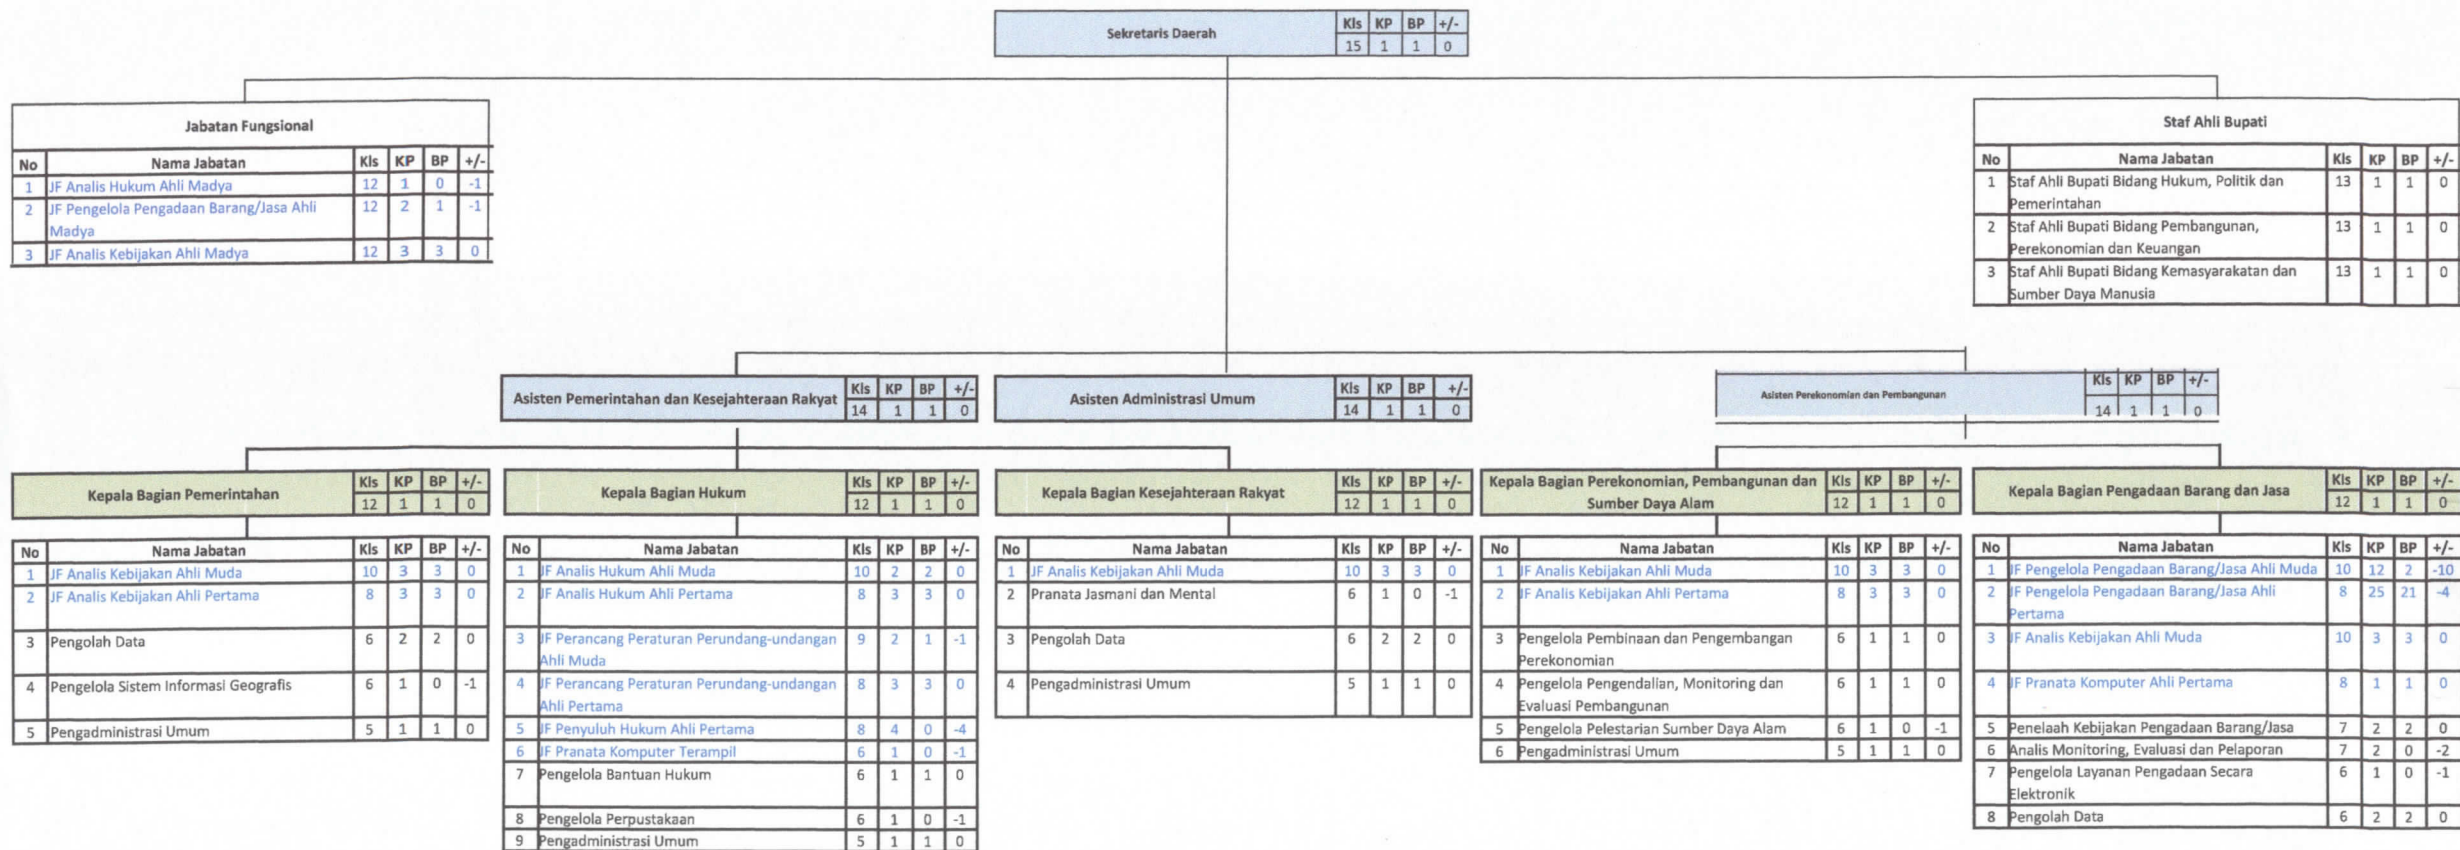 Sekretaris Daerah
Kls KP BP +/-
15 1 1 0
Jabatan Fungsional
No Nama Jabatan Kls KP BP +/-
1 JF Analis Hukum Ahli Madya 12 1 0 -1
2 JF Pengelola Pengadaan Barang/Jasa Ahli 12 2 1 -1
Madya
3 JF Analis Kebijakan Ahli Madya 12 3 3 0
Staf Ahli Bupati
No Nama Jabatan Kls KP BP +/-
1 Staf Ahli Bupati Bidang Hukum, Politik dan 13 1 1 0
Pemerintahan
2 Staf Ahli Bupati Bidang Pembangunan, 13 1 1 0
Perekonomian dan Keuangan
3 Staf Ahli Bupati Bidang Kemasyarakatan dan 13 1 1 0
Sumber Daya Manusia
Asisten Pemerintahan dan Kesejahteraan Rakyat
Kls KP BP +/-
14 1 1 0
Asisten Administrasi Umum
Kls KP BP +/-
14 1 1 0
Asisten Perekonomian dan Pembangunan
Kls KP BP +/-
14 1 1 0
Kepala Bagian Pemerintahan
Kls KP BP +/-
12 1 1 0
No Nama Jabatan Kls KP BP +/-
1 JF Analis Kebijakan Ahli Muda 10 3 3 0
2 JF Analis Kebijakan Ahli Pertama 8 3 3 0
3 Pengolah Data 6 2 2 0
4 Pengelola Sistem Informasi Geografis 6 1 0 -1
5 Pengadministrasi Umum 5 1 1 0
Kepala Bagian Hukum
Kls KP BP +/-
12 1 1 0
No Nama Jabatan Kls KP BP +/-
1 JF Analis Hukum Ahli Muda 10 2 2 0
2 JF Analis Hukum Ahli Pertama 8 3 3 0
3 JF Perancang Peraturan Perundang-undangan 9 2 1 -1
Ahli Muda
4 JF Perancang Peraturan Perundang-undangan 8 3 3 0
Ahli Pertama
5 JF Penyuluh Hukum Ahli Pertama 8 4 0 -4
6 JF Pranata Komputer Terampil 6 1 0 -1
7 Pengelola Bantuan Hukum 6 1 1 0
8 Pengelola Perpustakaan 6 1 0 -1
9 Pengadministrasi Umum 5 1 1 0
Kepala Bagian Kesejahteraan Rakyat
Kls KP BP +/-
12 1 1 0
No Nama Jabatan Kls KP BP +/-
1 JF Analis Kebijakan Ahli Muda 10 3 3 0
2 Pranata Jasmani dan Mental 6 1 0 -1
3 Pengolah Data 6 2 2 0
4 Pengadministrasi Umum 5 1 1 0
Kepala Bagian Perekonomian, Pembangunan dan
Sumber Daya Alam
Kls KP BP +/-
12 1 1 0
No Nama Jabatan Kls KP BP +/-
1 JF Analis Kebijakan Ahli Muda 10 3 3 0
2 JF Analis Kebijakan Ahli Pertama 8 3 3 0
3 Pengelola Pembinaan dan Pengembangan 6 1 1 0
Perekonomian
4 Pengelola Pengendalian, Monitoring dan 6 1 1 0
Evaluasi Pembangunan
5 Pengelola Pelestarian Sumber Daya Alam 6 1 0 -1
6 Pengadministrasi Umum 5 1 1 0
Kepala Bagian Pengadaan Barang dan Jasa
Kls KP BP +/-
12 1 1 0
No Nama Jabatan Kls KP BP +/-
1 JF Pengelola Pengadaan Barang/Jasa Ahli Muda 10 12 2 -10
2 JF Pengelola Pengadaan Barang/Jasa Ahli 8 25 21 -4
Pertama
3 JF Analis Kebijakan Ahli Muda 10 3 3 0
4 JF Pranata Komputer Ahli Pertama 8 1 1 0
5 Penelaah Kebijakan Pengadaan Barang/Jasa 7 2 2 0
6 Analis Monitoring, Evaluasi dan Pelaporan 7 2 0 -2
7 Pengelola Layanan Pengadaan Secara 6 1 0 -1
Elektronik
8 Pengolah Data 6 2 2 0